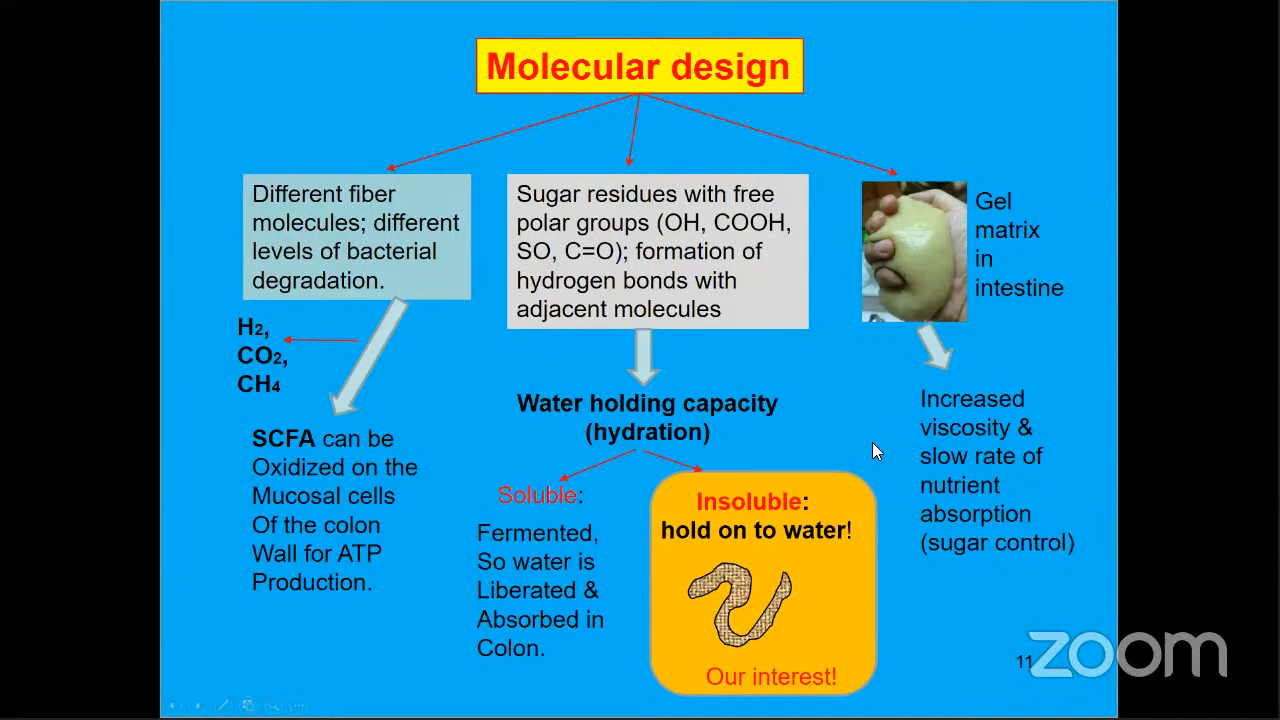 Molecular design
Different fiber
molecules; different
levels of bacterial
degradation.
H2,
CO2,
CH4
SCFA can be
Oxidized on the
Mucosal cells
Of the colon
Wall for ATP
Production.
Sugar residues with free
polar groups (OH, COOH,
SO, C=O); formation of
hydrogen bonds with
adjacent molecules
Water holding capacity
(hydration)
Soluble:
Fermented,
So water is
Liberated &
Absorbed in
Colon.
Insoluble:
hold on to water!
Our interest!
Gel
matrix
in
intestine
Increased
viscosity &
slow rate of
nutrient
absorption
(sugar control)
11
zoom